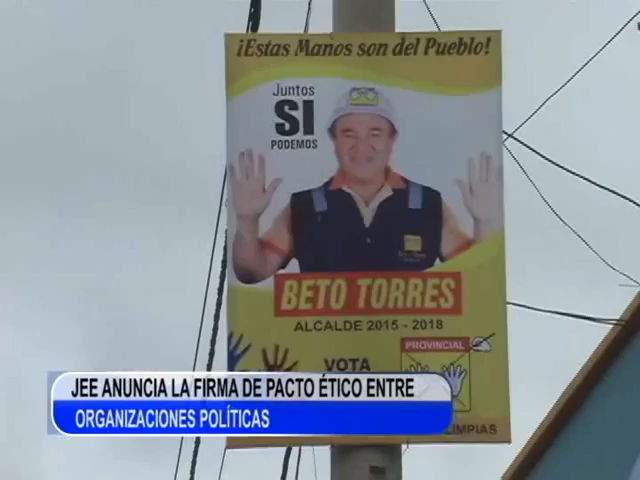 ¡Estas Manos son del Pueblo!
Juntos
SI
PODEMOS
BETO TORRES
ALCALDE 2015 - 2018
PROVINCIAL
VOTA
JEE ANUNCIA LA FIRMA DE PACTO ÉTICO ENTRE
ORGANIZACIONES POLÍTICAS